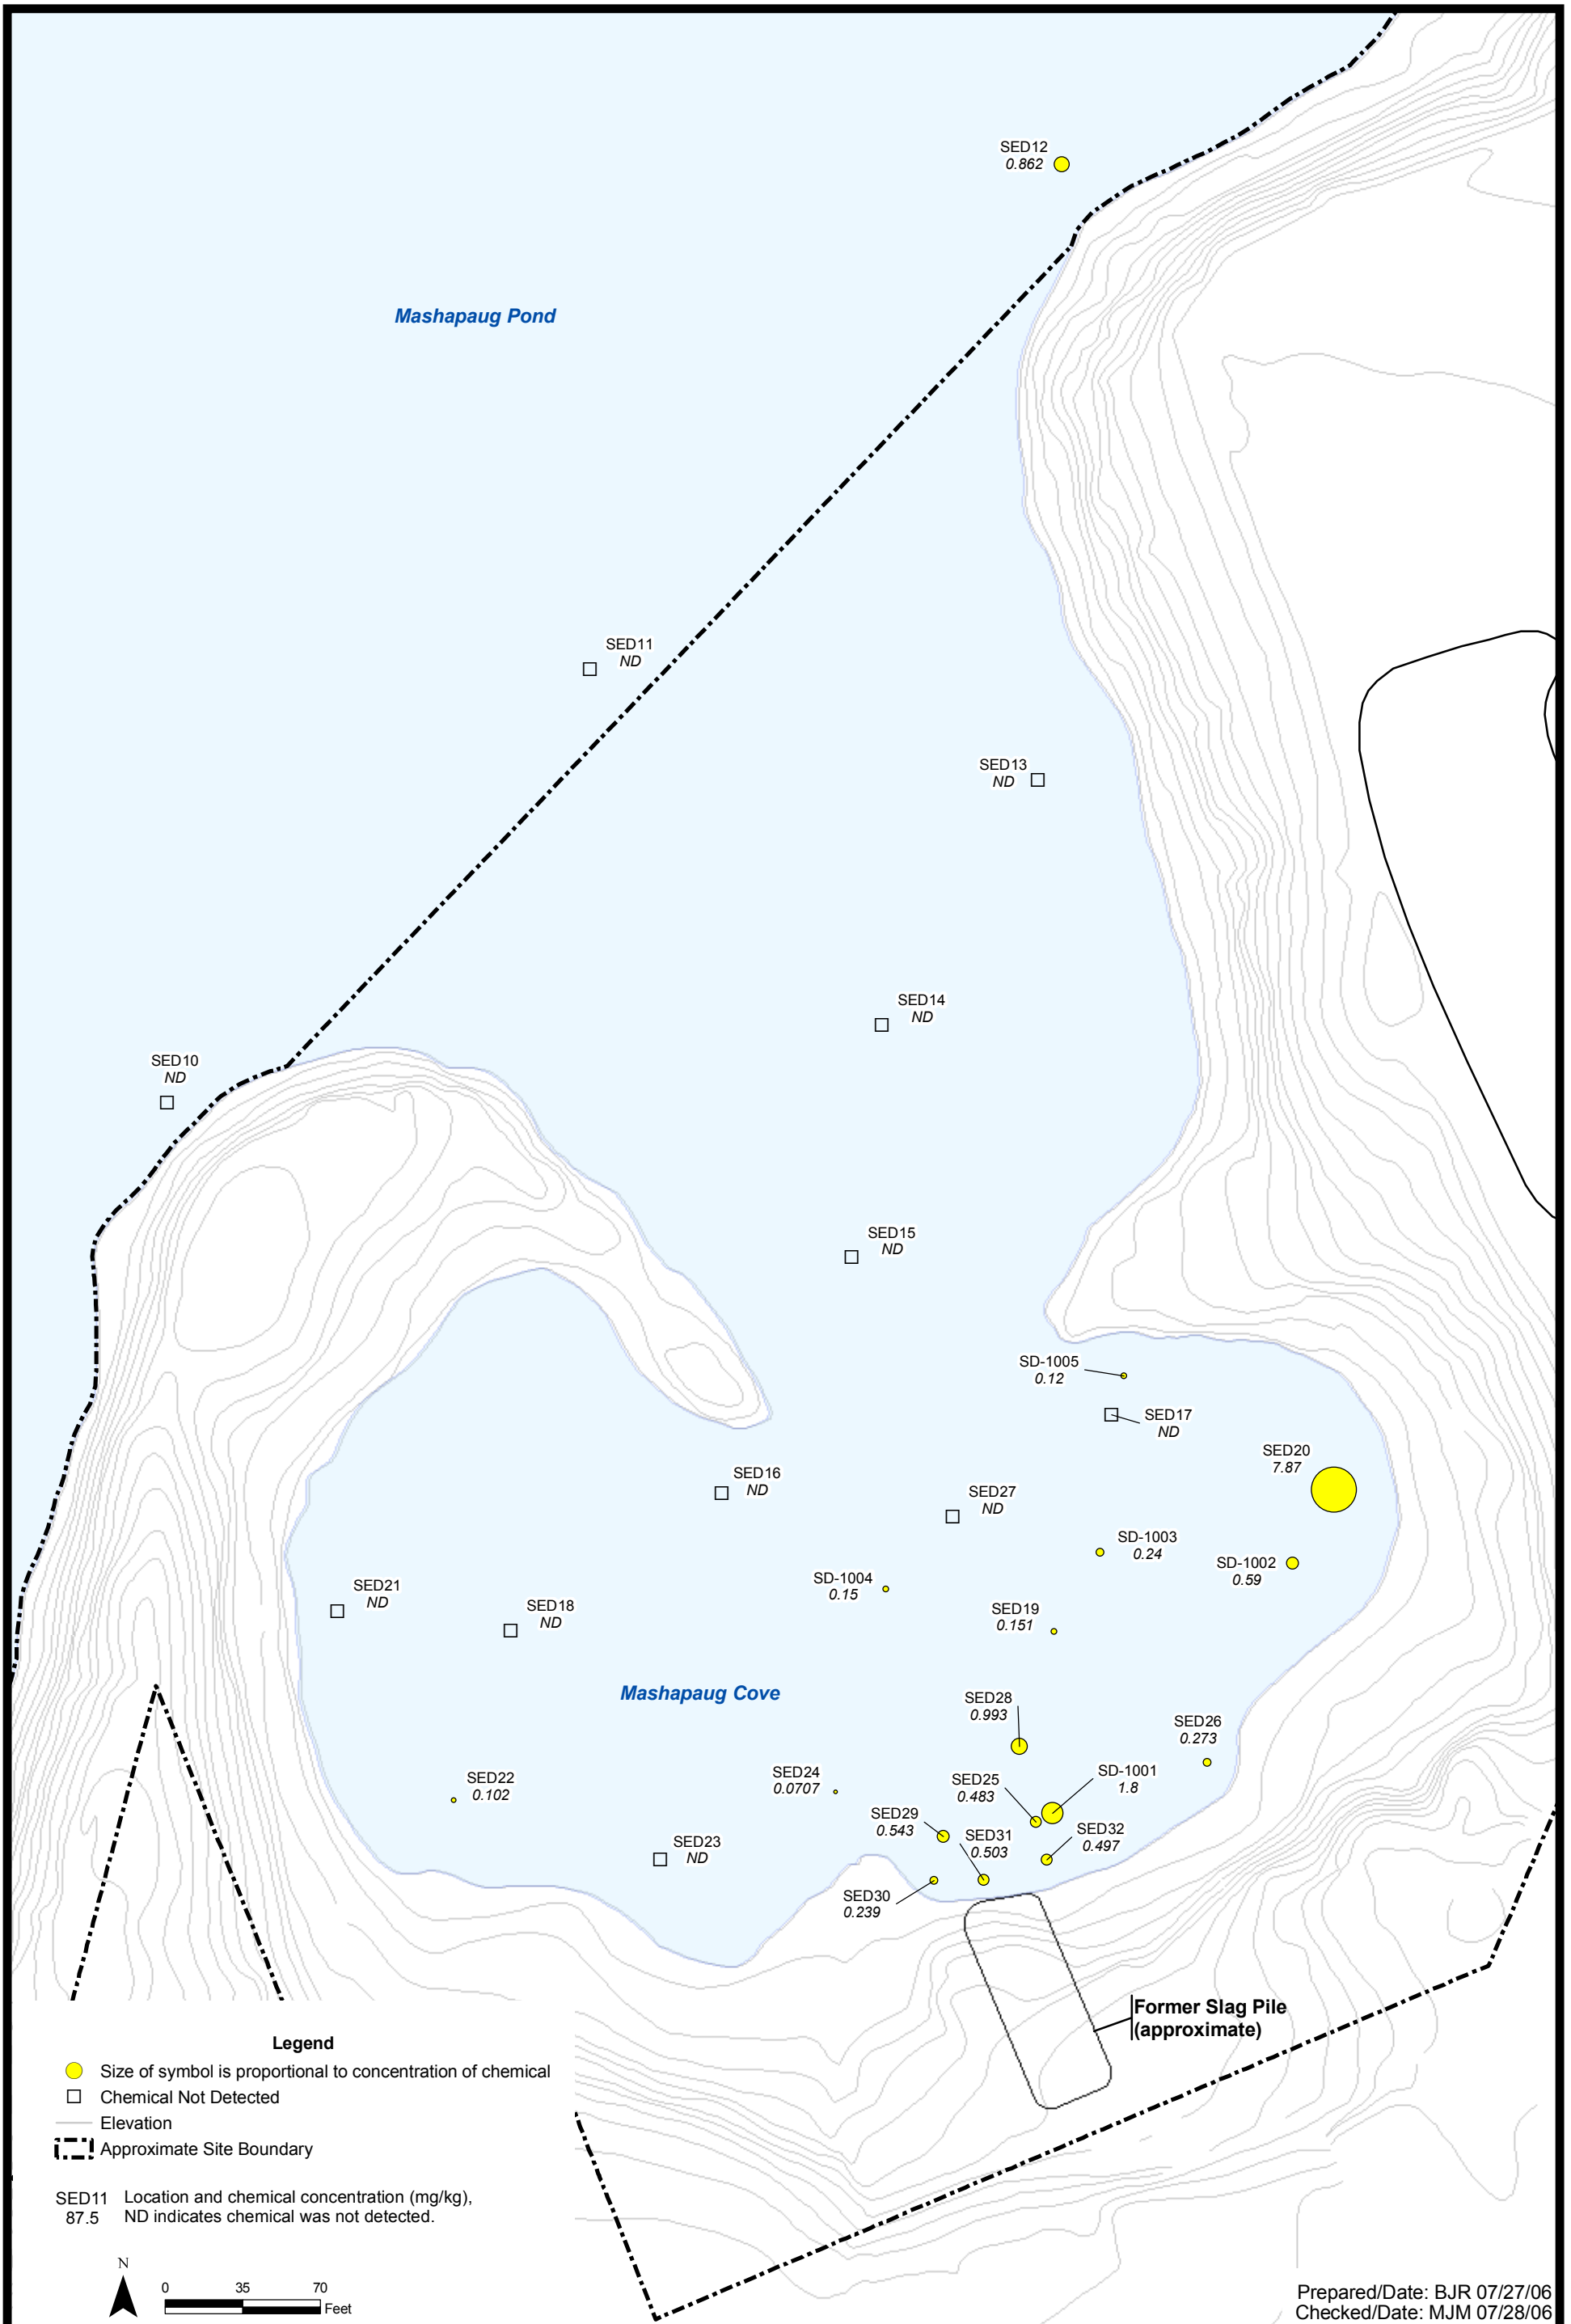 SED12
0.862
Mashapaug Pond
SED11
ND
SED13
ND
SED14
ND
SED10
ND
SED15
ND
SD-1005
0.12
SED17
ND
SED20
7.87
SED16
ND
SED27
ND
SD-1003
0.24
SD-1002
0.59
SD-1004
0.15
SED21
ND
SED18
ND
SED19
0.151
Mashapaug Cove
SED28
0.993
SED26
0.273
SED22
0.102
SED24
0.0707
SED25
0.483
SD-1001
1.8
SED29
0.543
SED31
0.503
SED32
0.497
SED23
ND
SED30
0.239
Former Slag Pile
(approximate)
Legend
Size of symbol is proportional to concentration of chemical
Chemical Not Detected
Elevation
Approximate Site Boundary
SED11 Location and chemical concentration (mg/kg),
87.5 ND indicates chemical was not detected.
N
0 35 70
Feet
Prepared/Date: BJR 07/27/06
Checked/Date: MJM 07/28/06